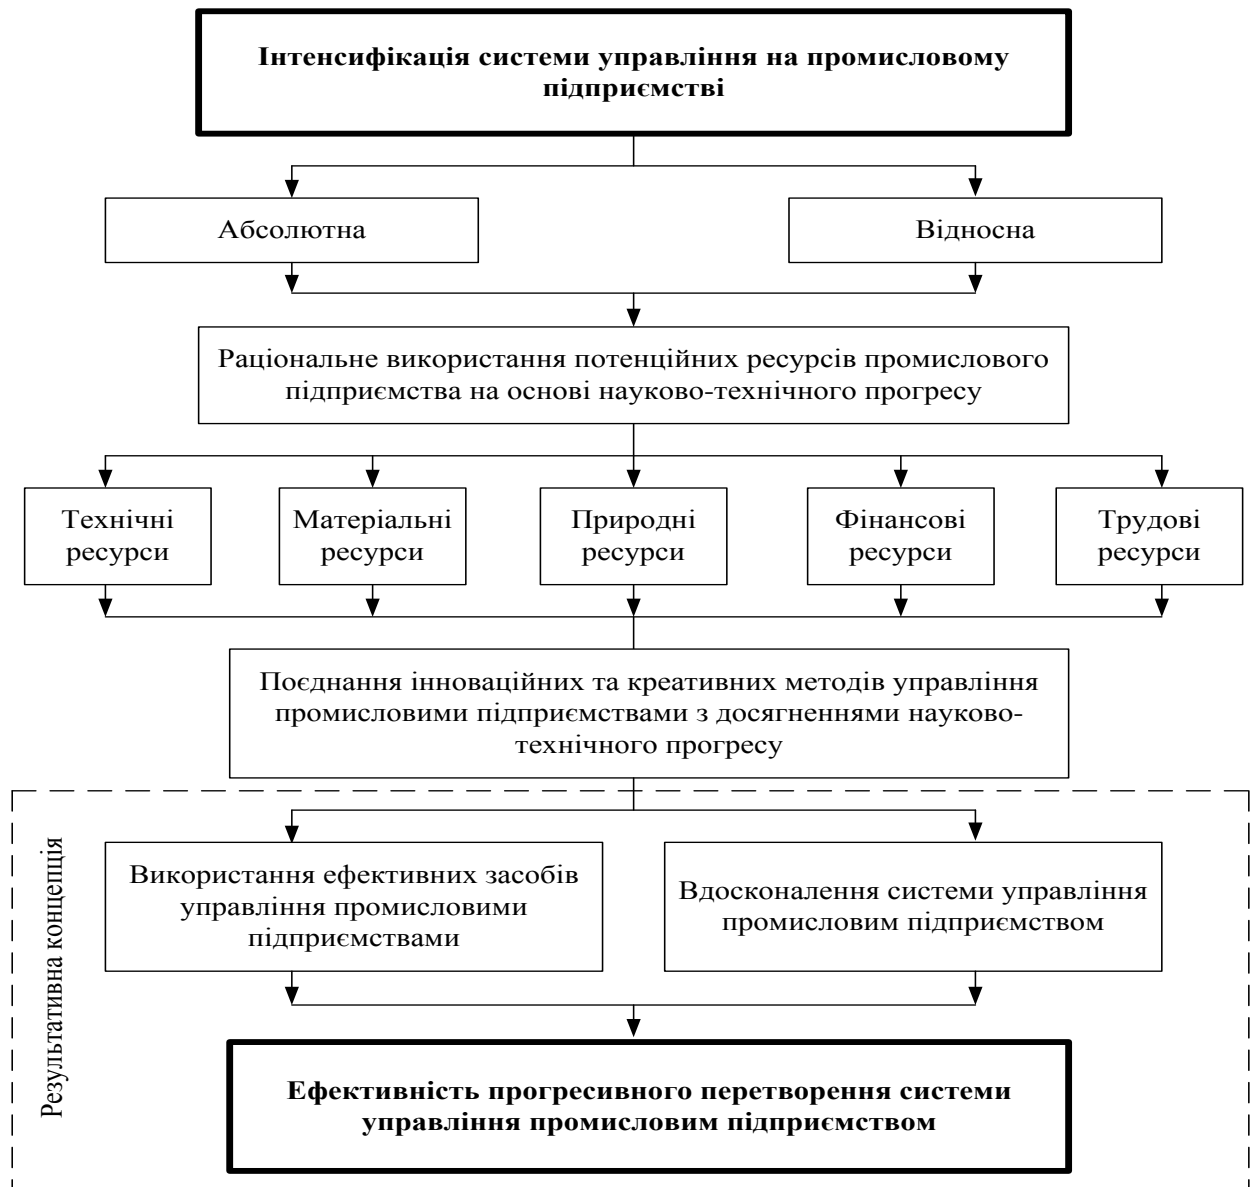 Інтенсифікація системи управління на промисловому
підприємстві
Абсолютна
Відносна
Раціональне використання потенційних ресурсів промислового
підприємства на основі науково-технічного прогресу
Технічні
ресурси
Матеріальні
ресурси
Природні
ресурси
Фінансові
ресурси
Трудові
ресурси
Поєднання інноваційних та креативних методів управління
промисловими підприємствами з досягненнями науково-
технічного прогресу
Результативна концепція
Використання ефективних засобів
управління промисловими
підприємствами
Вдосконалення системи управління
промисловим підприємством
Ефективність прогресивного перетворення системи
управління промисловим підприємством